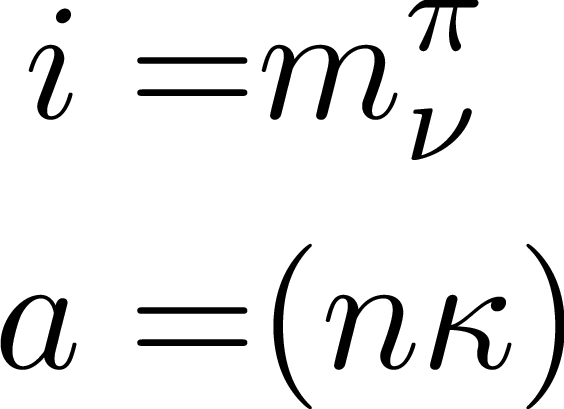 i = m_ν^π
a = (nκ)